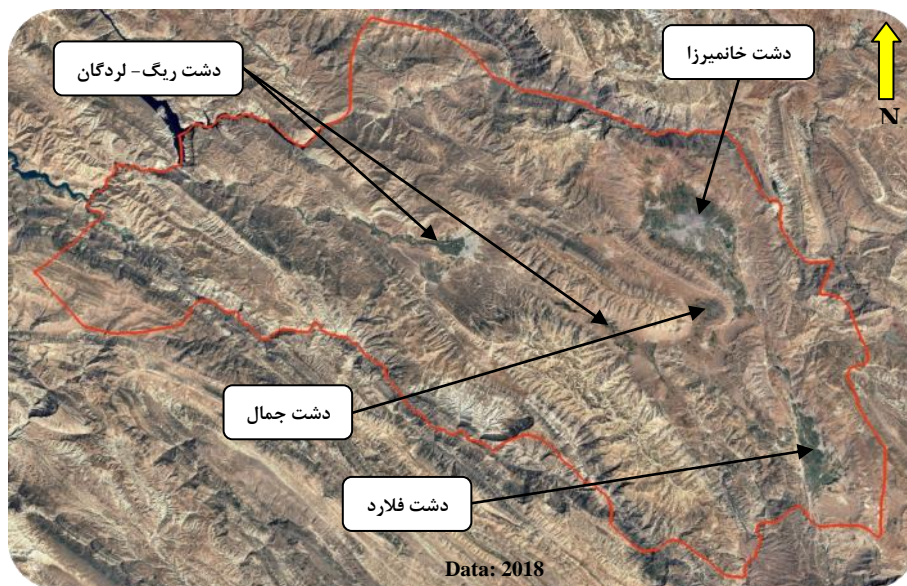 دشت ریگ- لردگان
دشت خانمیرزا
N
دشت جمال
دشت فلارد
Data: 2018